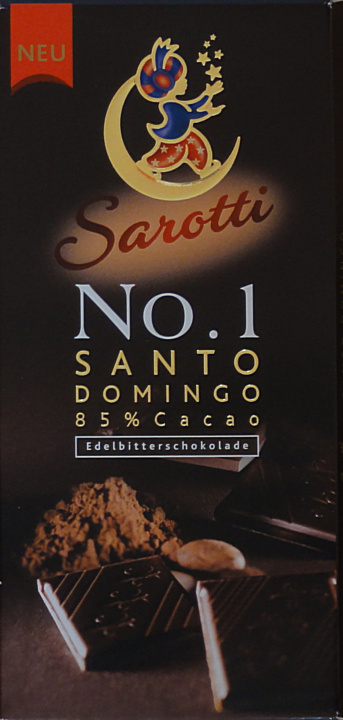 NEU
Sarotti
No.1
SANTO
DOMINGO
85% Cacao
Edelbitterschokolade